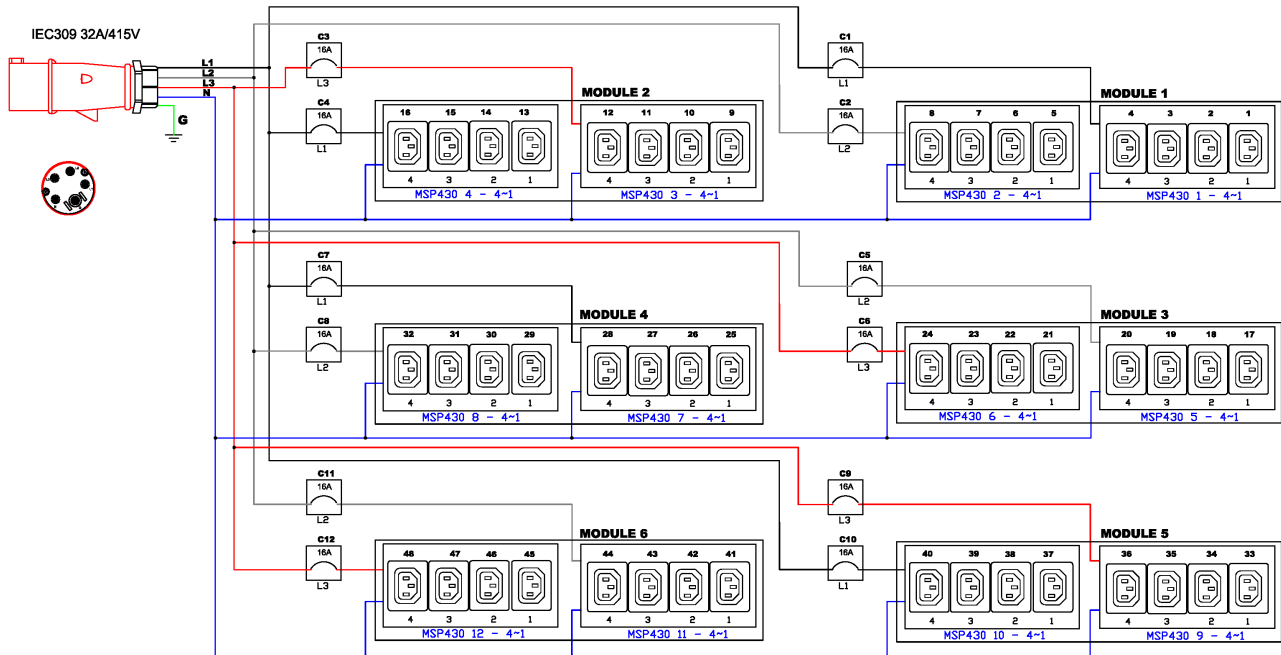 IEC309 32A/415V
L1
L2
L3
N
G
C3
16A
L3
C4
16A
L1
C1
16A
L1
C2
16A
L2
MODULE 2
16 15 14 13 12 11 10 9
4 3 2 1 4 3 2 1
MSP430 4 - 4~1 MSP430 3 - 4~1
MODULE 1
8 7 6 5 4 3 2 1
4 3 2 1 4 3 2 1
MSP430 2 - 4~1 MSP430 1 - 4~1
C7
16A
L1
C8
16A
L2
C5
16A
L2
C6
16A
L3
MODULE 4
32 31 30 29 28 27 26 25
4 3 2 1 4 3 2 1
MSP430 8 - 4~1 MSP430 7 - 4~1
MODULE 3
24 23 22 21 20 19 18 17
4 3 2 1 4 3 2 1
MSP430 6 - 4~1 MSP430 5 - 4~1
C11
16A
L2
C12
16A
L3
C9
16A
L3
C10
16A
L1
MODULE 6
48 47 46 45 44 43 42 41
4 3 2 1 4 3 2 1
MSP430 12 - 4~1 MSP430 11 - 4~1
MODULE 5
40 39 38 37 36 35 34 33
4 3 2 1 4 3 2 1
MSP430 10 - 4~1 MSP430 9 - 4~1